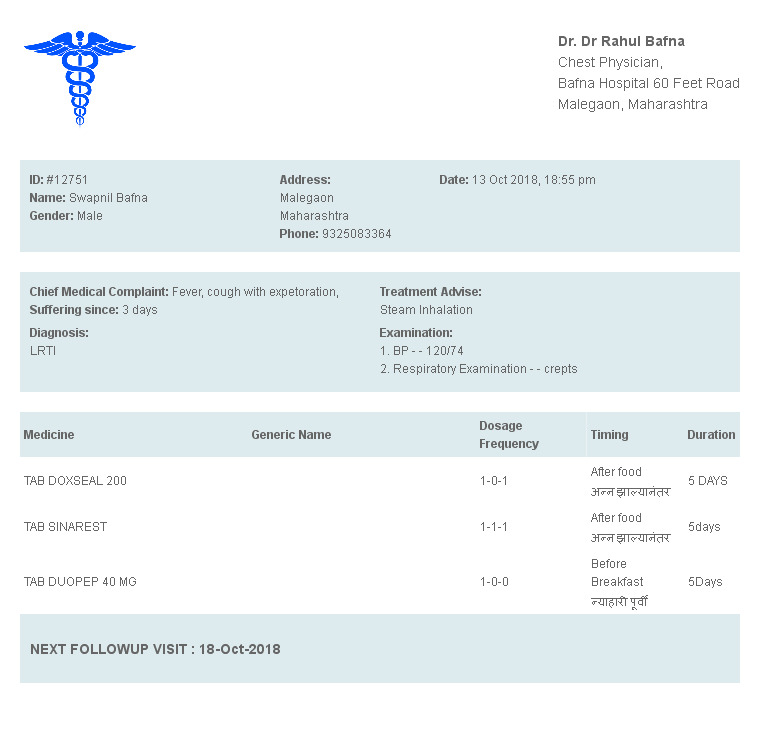 Dr. Dr Rahul Bafna
Chest Physician,
Bafna Hospital 60 Feet Road
Malegaon, Maharashtra
ID: #12751
Name: Swapnil Bafna
Gender: Male
Address:
Malegaon
Maharashtra
Phone: 9325083364
Date: 13 Oct 2018, 18:55 pm
Chief Medical Complaint: Fever, cough with expetoration,
Suffering since: 3 days
Diagnosis:
LRTI
Treatment Advise:
Steam Inhalation
Examination:
1. BP - - 120/74
2. Respiratory Examination - - crepts
Medicine Generic Name Dosage Frequency Timing Duration
TAB DOXSEAL 200 1-0-1 After food 5 DAYS
अन्न झाल्यानंतर
TAB SINAREST 1-1-1 After food 5days
अन्न झाल्यानंतर
TAB DUOPEP 40 MG 1-0-0 Before Breakfast 5Days
न्याहारी पूर्वी
NEXT FOLLOWUP VISIT : 18-Oct-2018